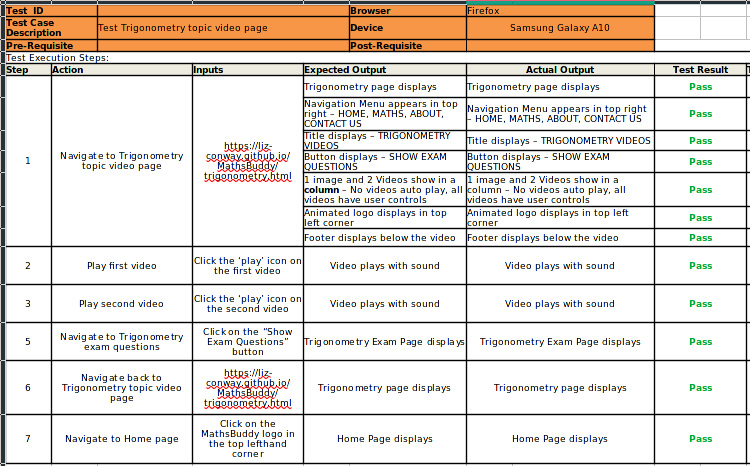 Test ID Browser Firefox
Test Case Description Test Trigonometry topic video page Device Samsung Galaxy A10
Pre-Requisite Post-Requisite
Test Execution Steps:
Step Action Inputs Expected Output Actual Output Test Result
1 Navigate to Trigonometry topic video page https://liz-conway.github.io/MathsBuddy/trigonometry.html
Trigonometry page displays Trigonometry page displays Pass
Navigation Menu appears in top right – HOME, MATHS, ABOUT, CONTACT US Navigation Menu appears in top right – HOME, MATHS, ABOUT, CONTACT US Pass
Title displays – TRIGONOMETRY VIDEOS Title displays – TRIGONOMETRY VIDEOS Pass
Button displays – SHOW EXAM QUESTIONS Button displays – SHOW EXAM QUESTIONS Pass
1 image and 2 Videos show in a column – No videos auto play, all videos have user controls 1 image and 2 Videos show in a column – No videos auto play, all videos have user controls Pass
Animated logo displays in top left corner Animated logo displays in top left corner Pass
Footer displays below the video Footer displays below the video Pass
2 Play first video Click the ‘play’ icon on the first video Video plays with sound Video plays with sound Pass
3 Play second video Click the ‘play’ icon on the second video Video plays with sound Video plays with sound Pass
5 Navigate to Trigonometry exam questions Click on the “Show Exam Questions” button Trigonometry Exam Page displays Trigonometry Exam Page displays Pass
6 Navigate back to Trigonometry topic video page https://liz-conway.github.io/MathsBuddy/trigonometry.html Trigonometry page displays Trigonometry page displays Pass
7 Navigate to Home page Click on the MathsBuddy logo in the top lefthand corner Home Page displays Home Page displays Pass